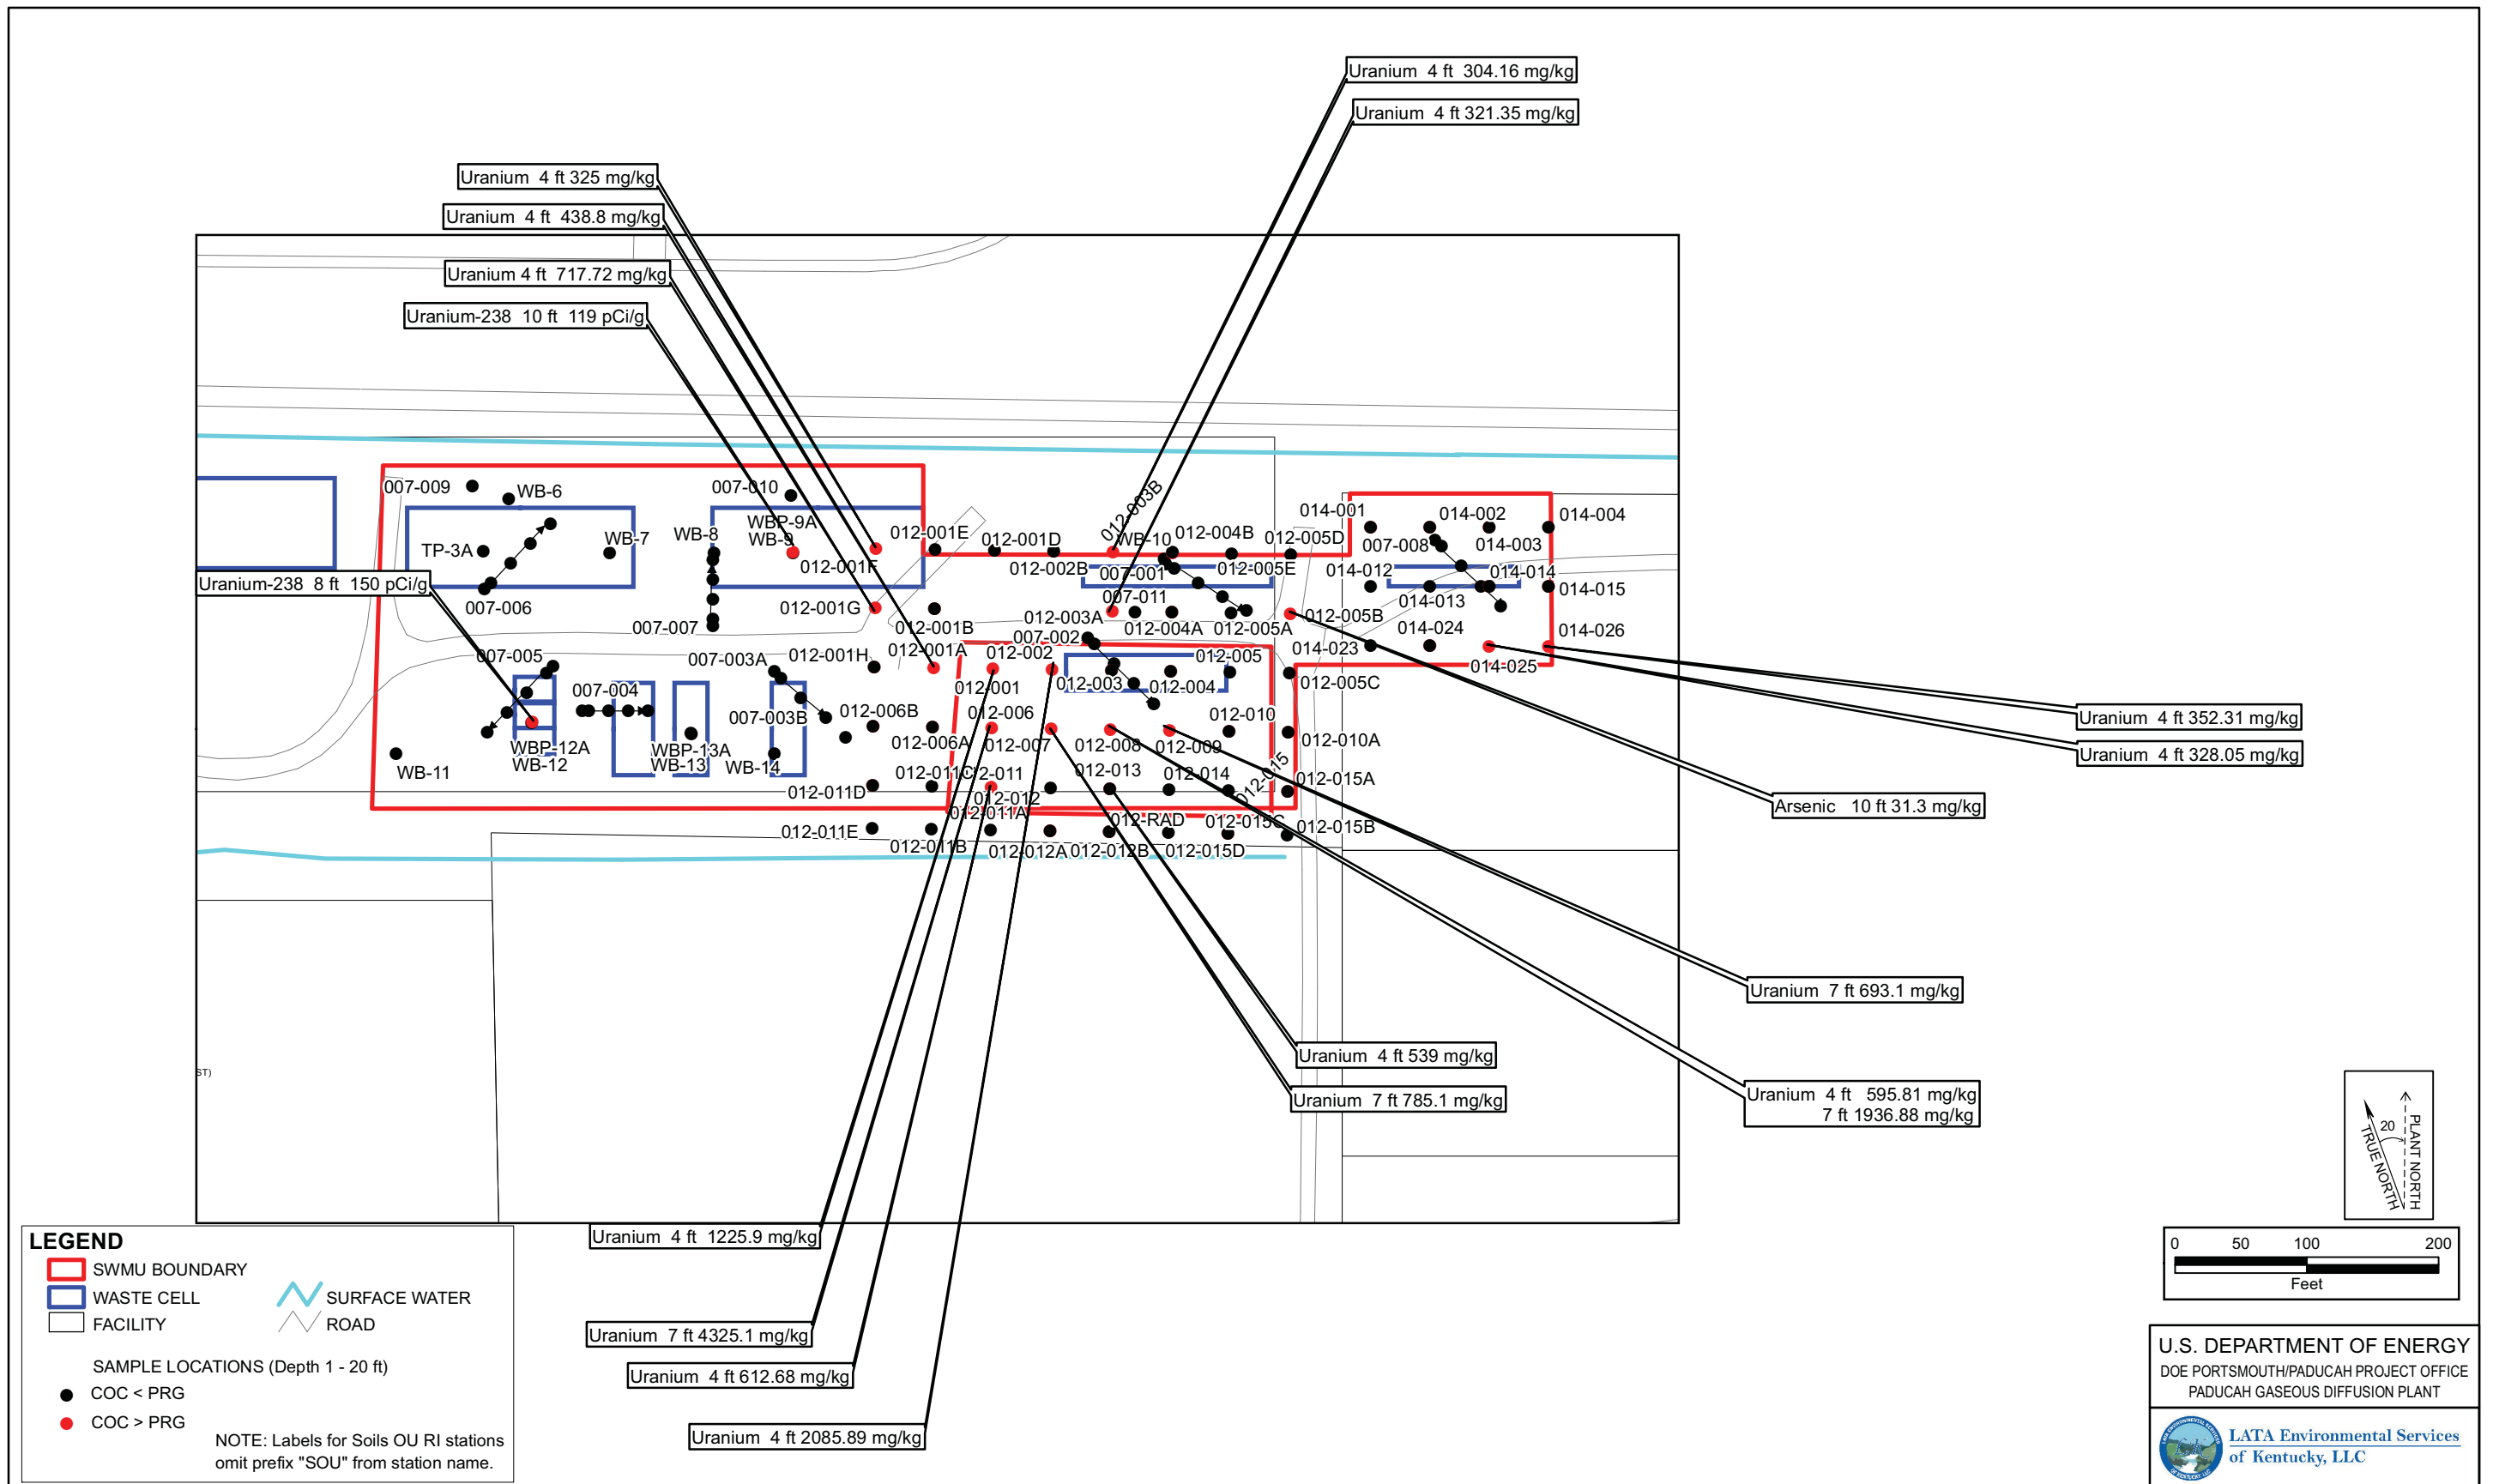 Uranium 4 ft 304.16 mg/kg
Uranium 4 ft 321.35 mg/kg
Uranium 4 ft 325 mg/kg
Uranium 4 ft 438.8 mg/kg
Uranium 4 ft 717.72 mg/kg
Uranium-238 10 ft 119 pCi/g
007-009
WB-6
007-010
WBP-9A
WB-9
WB-8
WB-7
TP-3A
012-001E
012-001D
012-003B
WB-10
012-004B
012-005D
014-001
014-002
014-004
007-008
014-003
012-001F
012-002B
007-001
012-005E
014-012
014-014
014-015
014-013
Uranium-238 8 ft 150 pCi/g
007-006
007-007
012-001G
012-001B
007-011
012-003A
012-004A
012-005A
012-005B
014-024
014-026
007-002
014-023
014-025
007-005
007-003A
012-001H
012-001A
012-002
012-005
007-004
012-001
012-003
012-004
012-005C
007-003B
012-006B
012-006
012-010
012-006A
012-007
012-008
012-009
012-010A
WBP-12A
WB-12
WBP-13A
WB-13
WB-14
WB-11
012-011C
012-011
012-013
012-014
012-015
012-015A
012-011D
012-012
012-011A
012-RAD
012-015C
012-015B
012-011E
012-011B
012-012A
012-012B
012-015D
Uranium 4 ft 352.31 mg/kg
Uranium 4 ft 328.05 mg/kg
Arsenic 10 ft 31.3 mg/kg
Uranium 7 ft 693.1 mg/kg
Uranium 4 ft 539 mg/kg
Uranium 7 ft 785.1 mg/kg
Uranium 4 ft 595.81 mg/kg
7 ft 1936.88 mg/kg
ST)
Uranium 4 ft 1225.9 mg/kg
Uranium 7 ft 4325.1 mg/kg
Uranium 4 ft 612.68 mg/kg
Uranium 4 ft 2085.89 mg/kg
LEGEND
SWMU BOUNDARY
WASTE CELL
SURFACE WATER
FACILITY
ROAD
SAMPLE LOCATIONS (Depth 1 - 20 ft)
COC < PRG
COC > PRG
NOTE: Labels for Soils OU RI stations
omit prefix "SOU" from station name.
20
TRUE NORTH
PLANT NORTH
0 50 100 200
Feet
U.S. DEPARTMENT OF ENERGY
DOE PORTSMOUTH/PADUCAH PROJECT OFFICE
PADUCAH GASEOUS DIFFUSION PLANT
LATA Environmental Services
of Kentucky, LLC